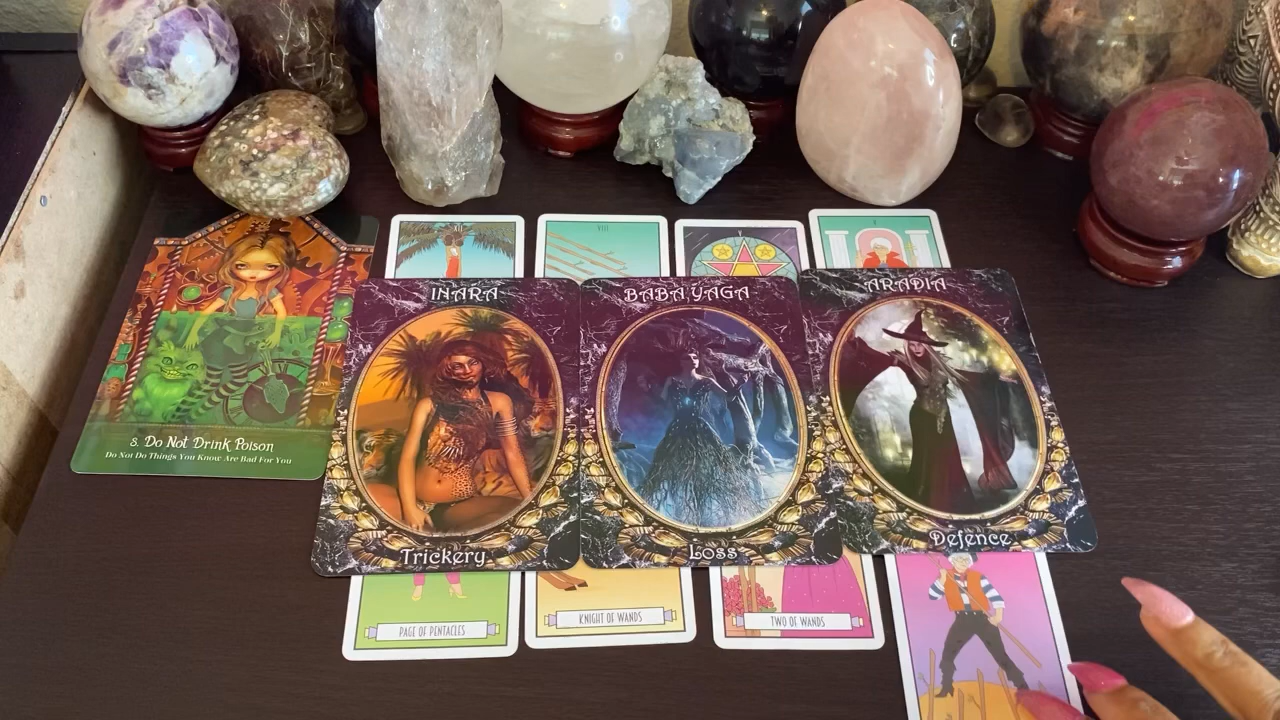 VIII
INARA
BABA YAGA
ARADIA
8. Do Not Drink Poison
Do Not Do Things You Know Are Bad For You
Trickery
Loss
Defence
PAGE OF PENTACLES
KNIGHT OF WANDS
TWO OF WANDS